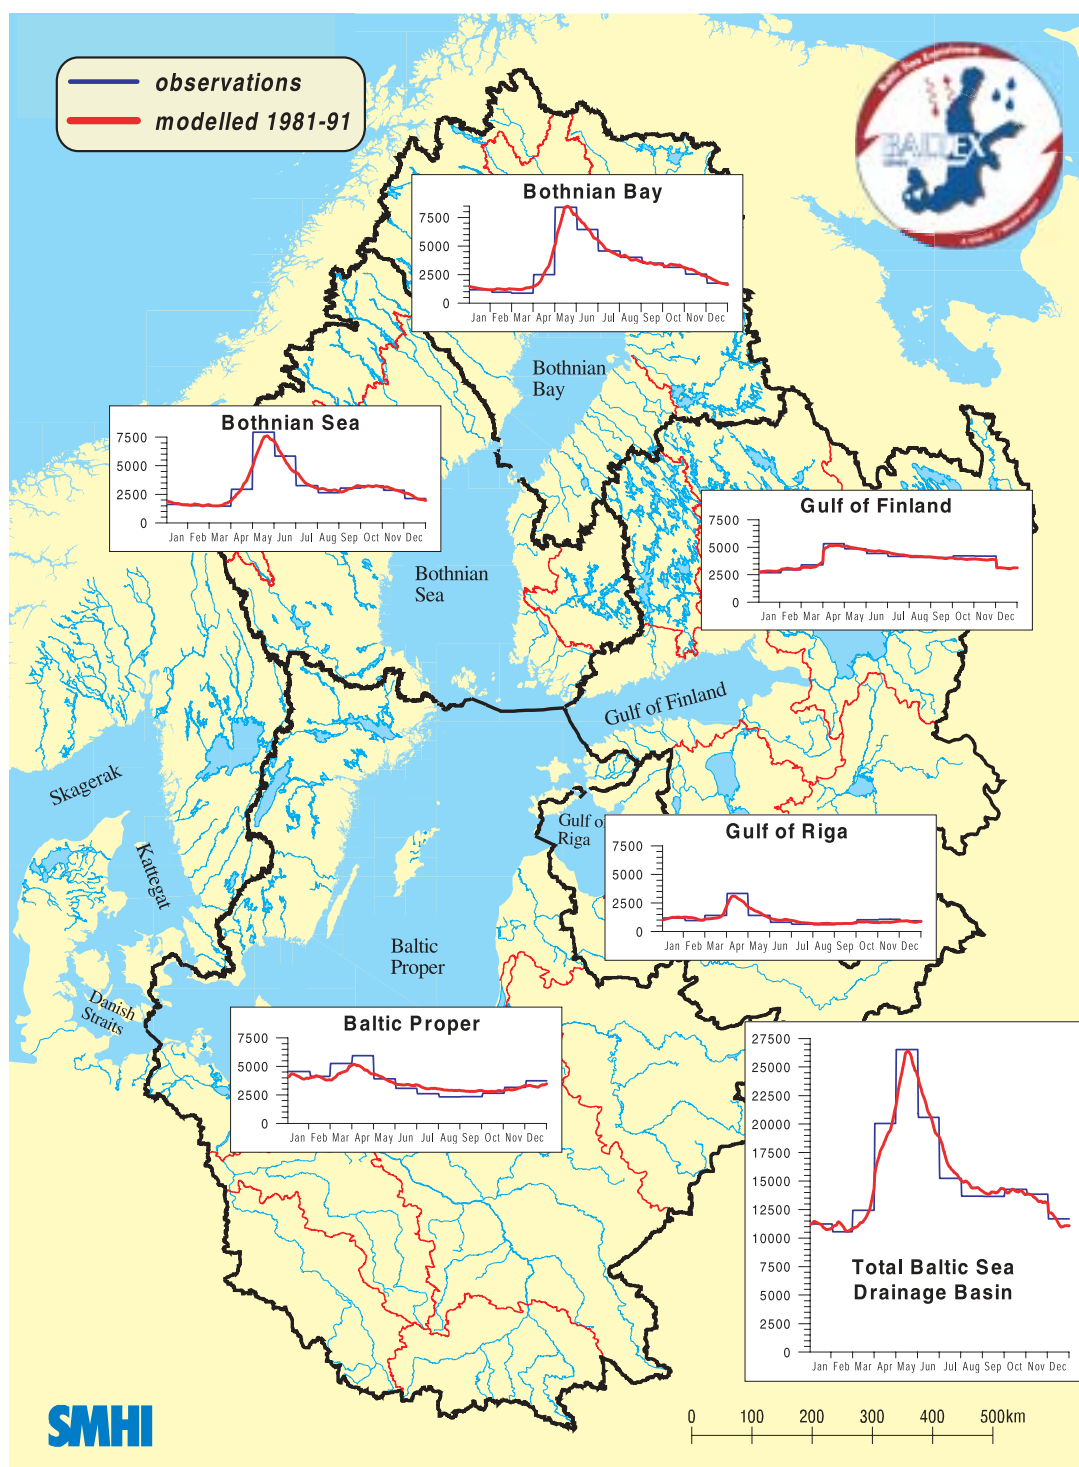 observations
modelled 1981-91
Baltic Sea Experiment
BALTEX
Bothnian Bay
7500
5000
2500
0
Jan Feb Mar Apr May Jun Jul Aug Sep Oct Nov Dec
Bothnian
Bay
Bothnian Sea
7500
5000
2500
0
Jan Feb Mar Apr May Jun Jul Aug Sep Oct Nov Dec
Gulf of Finland
7500
5000
2500
0
Jan Feb Mar Apr May Jun Jul Aug Sep Oct Nov Dec
Bothnian
Sea
Gulf of Finland
Skagerak
Kattegat
Gulf o
Riga
Gulf of Riga
7500
5000
2500
0
Jan Feb Mar Apr May Jun Jul Aug Sep Oct Nov Dec
Baltic
Proper
Danish
Straits
Baltic Proper
7500
5000
2500
0
Jan Feb Mar Apr May Jun Jul Aug Sep Oct Nov Dec
27500
25000
22500
20000
17500
15000
12500
10000
7500
5000
2500
0
Total Baltic Sea
Drainage Basin
Jan Feb Mar Apr May Jun Jul Aug Sep Oct Nov Dec
SMHI
0 100 200 300 400 500km